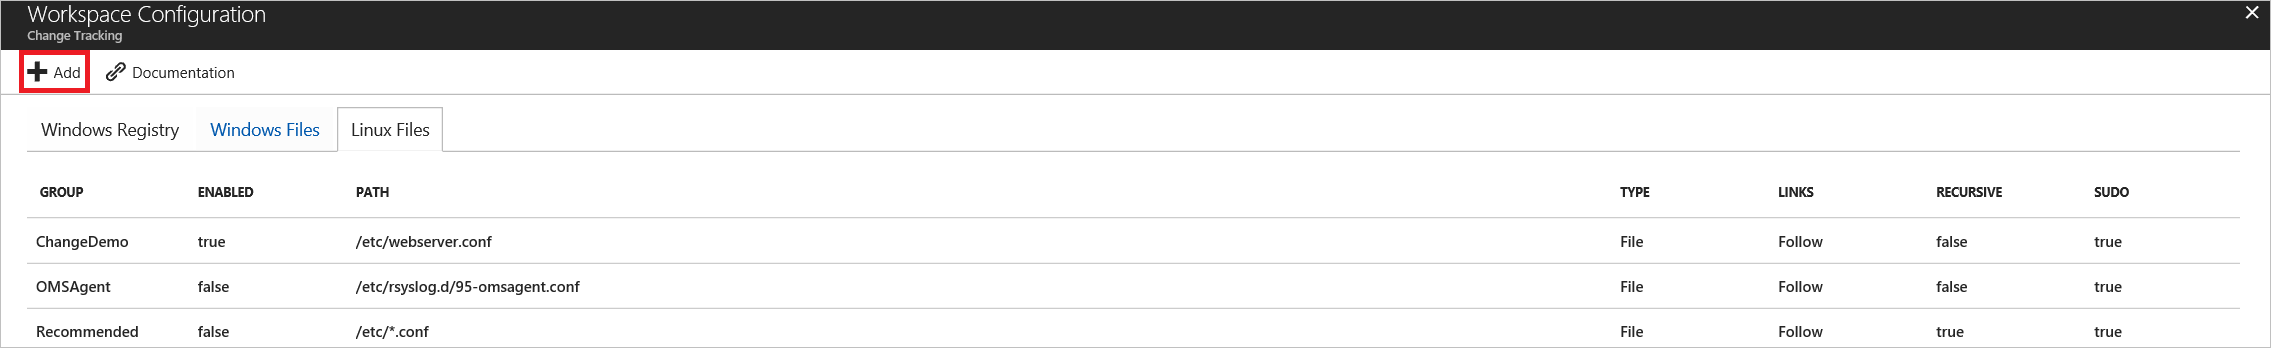 Workspace Configuration
Change Tracking
Add Documentation
Windows Registry Windows Files Linux Files
GROUP ENABLED PATH TYPE LINKS RECURSIVE SUDO
ChangeDemo true /etc/webserver.conf File Follow false true
OMSAgent false /etc/rsyslog.d/95-omsagent.conf File Follow false true
Recommended false /etc/*.conf File Follow true true